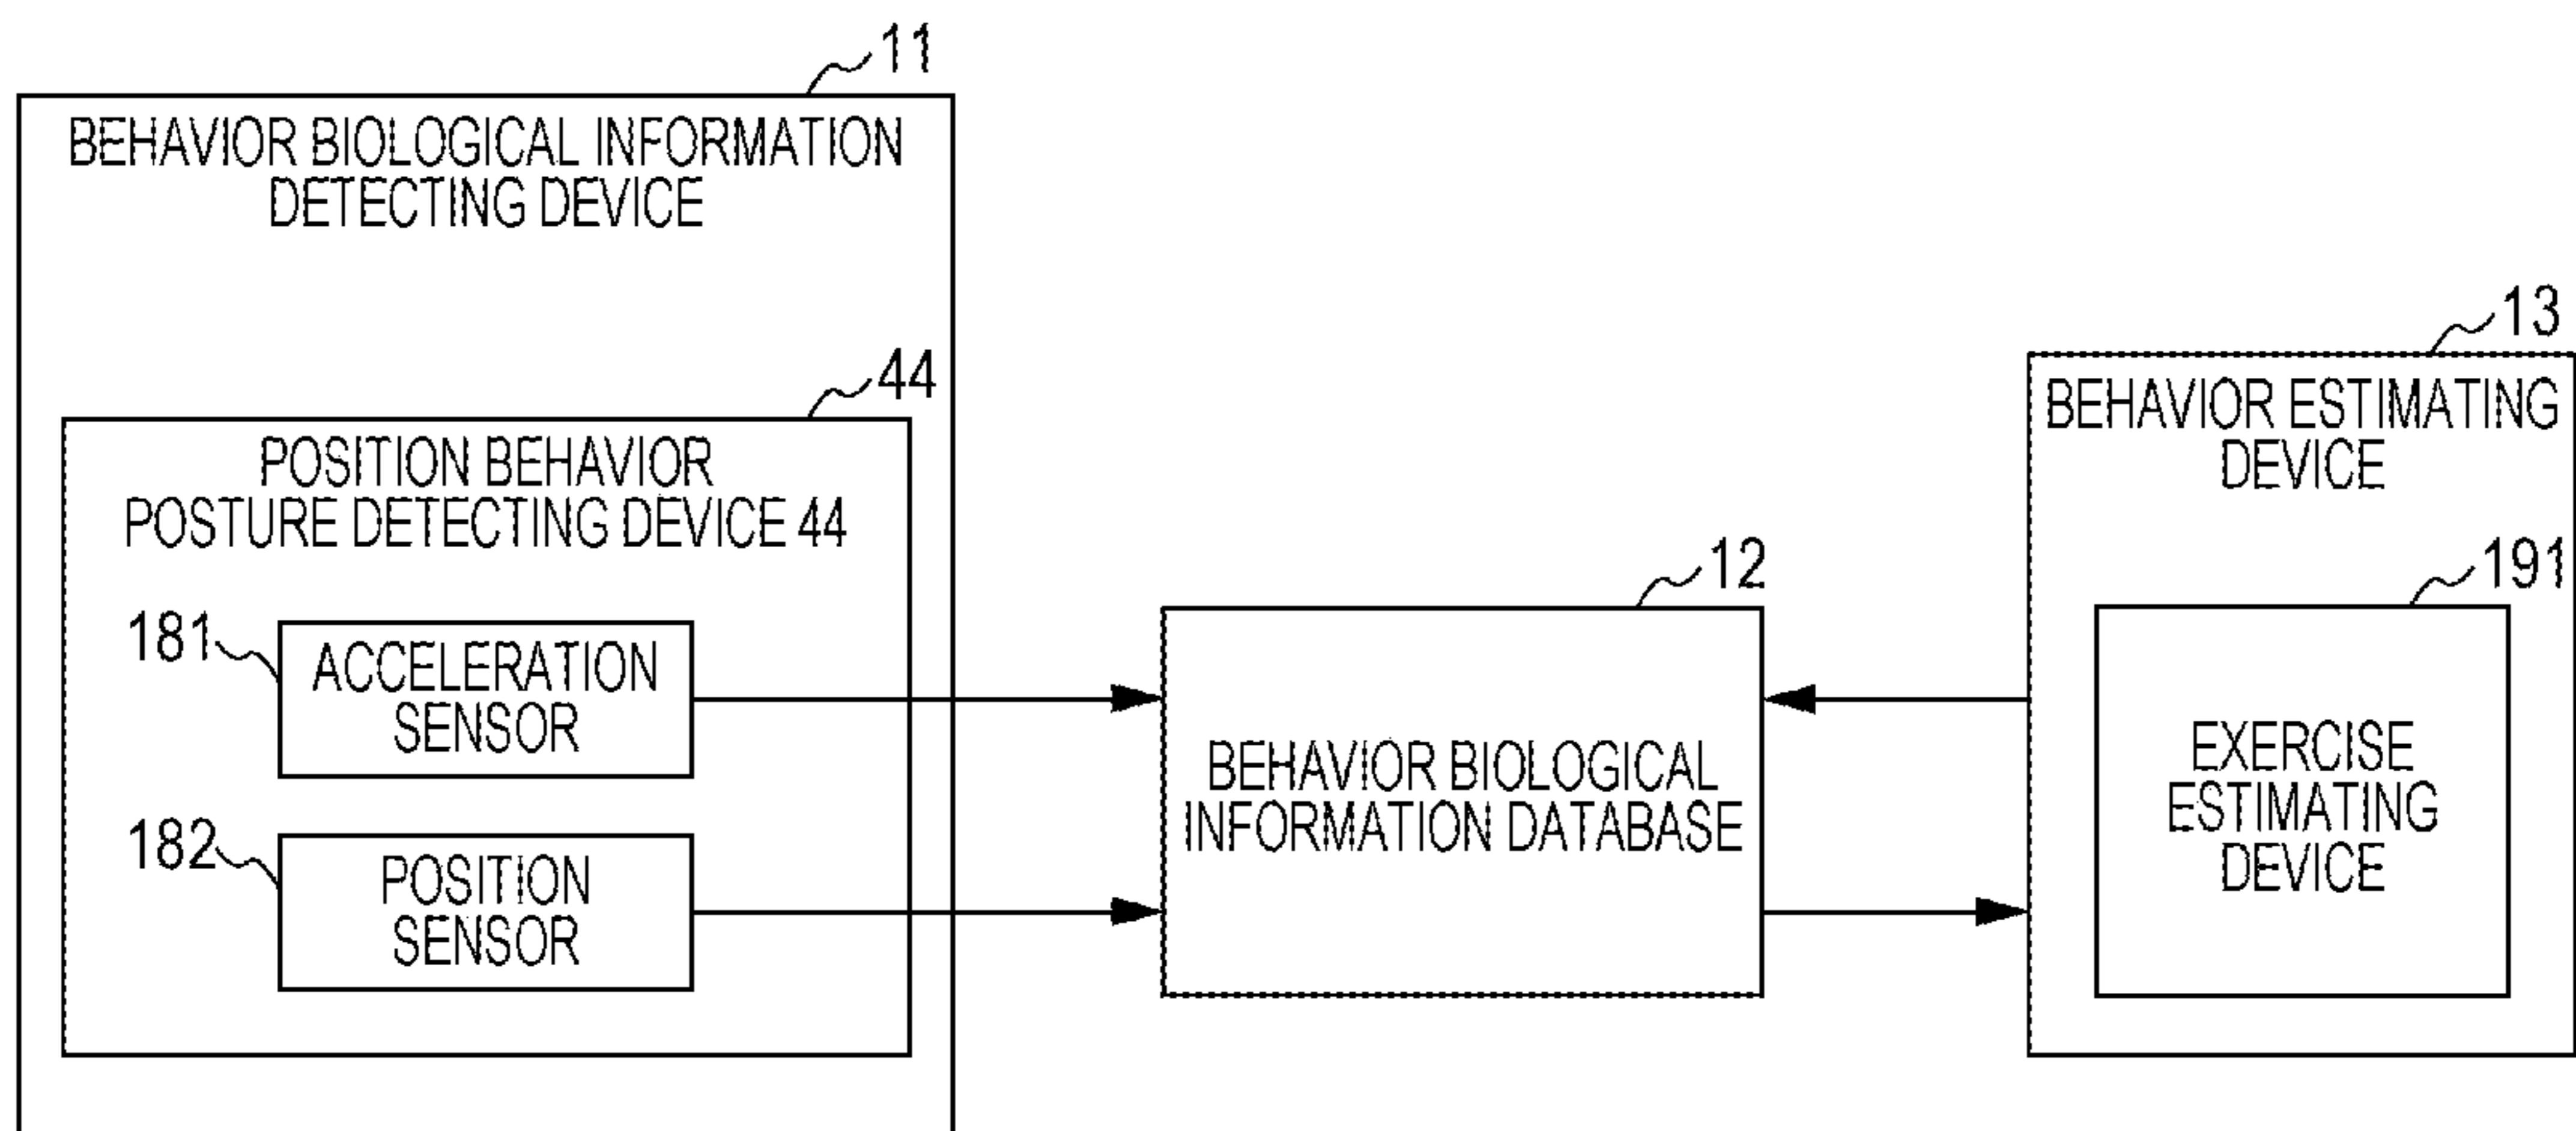 11
BEHAVIOR BIOLOGICAL INFORMATION
DETECTING DEVICE
44
POSITION BEHAVIOR
POSTURE DETECTING DEVICE 44
181
ACCELERATION
SENSOR
182
POSITION
SENSOR
12
BEHAVIOR BIOLOGICAL
INFORMATION DATABASE
13
BEHAVIOR ESTIMATING
DEVICE
191
EXERCISE
ESTIMATING
DEVICE